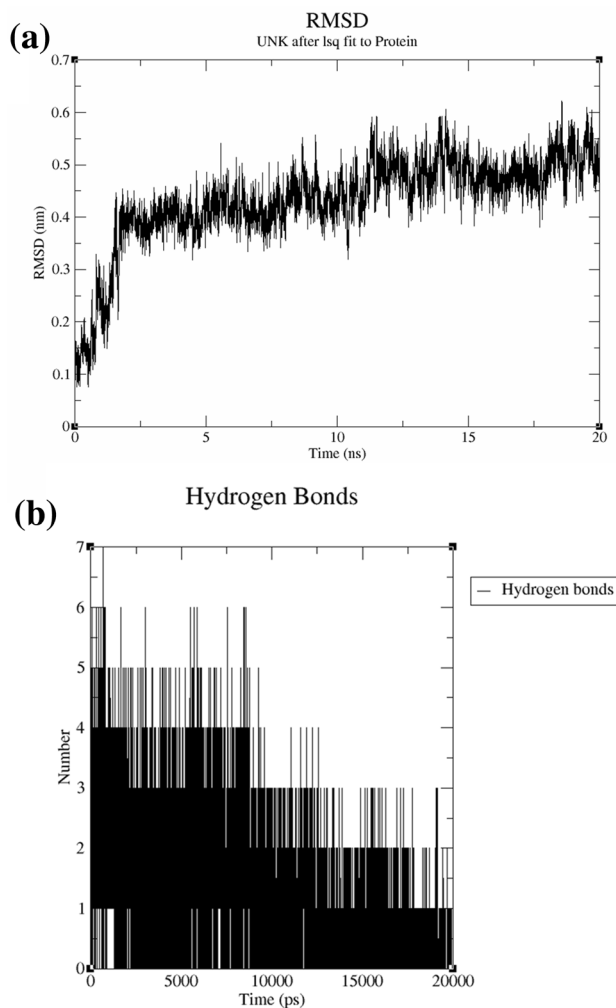 (a)
RMSD
UNK after lsq fit to Protein
0.7
0.6
0.5
0.4
0.3
0.2
0.1
0
RMSD (nm)
0 5 10 15 20
Time (ns)
(b)
Hydrogen Bonds
7
6
5
4
3
2
1
0
Number
Hydrogen bonds
0 5000 10000 15000 20000
Time (ps)